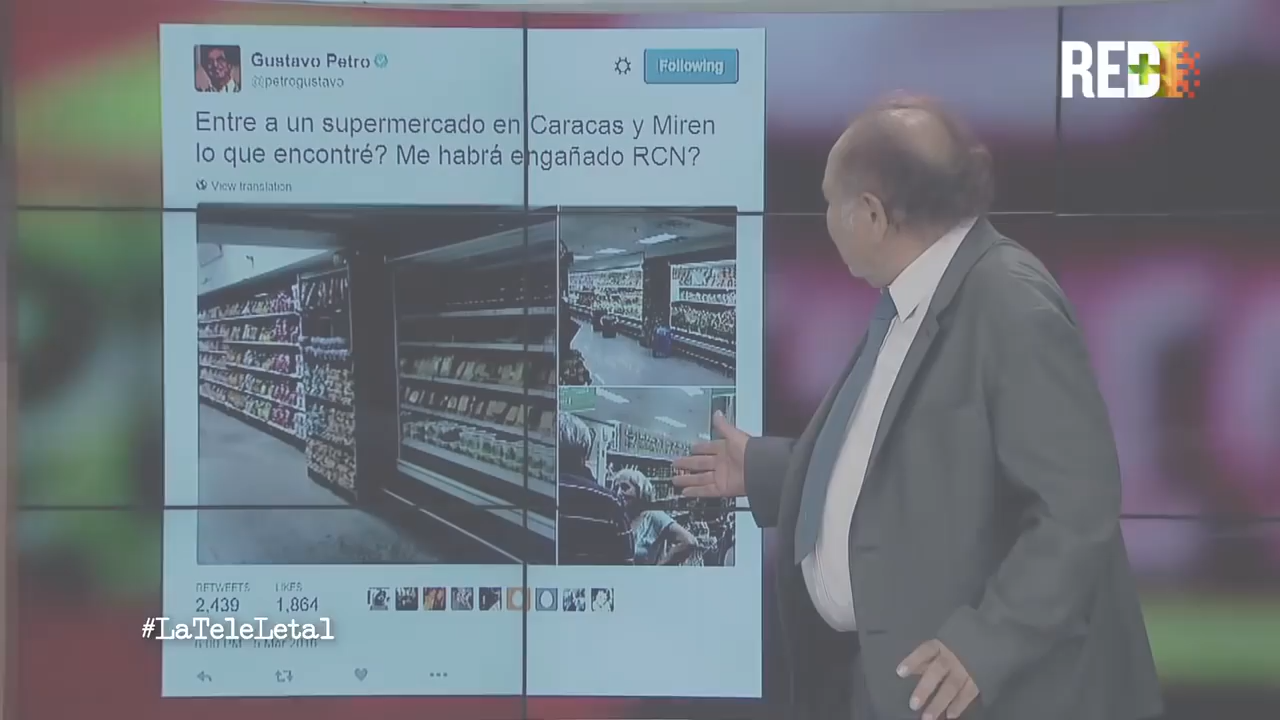 Gustavo Petro
@petrogustavo
Following
RED+
Entre a un supermercado en Caracas y Miren
lo que encontré? Me habrá engañado RCN?
View translation
RETWEETS
LIKES
2,439
1,864
#LaTeleLetal